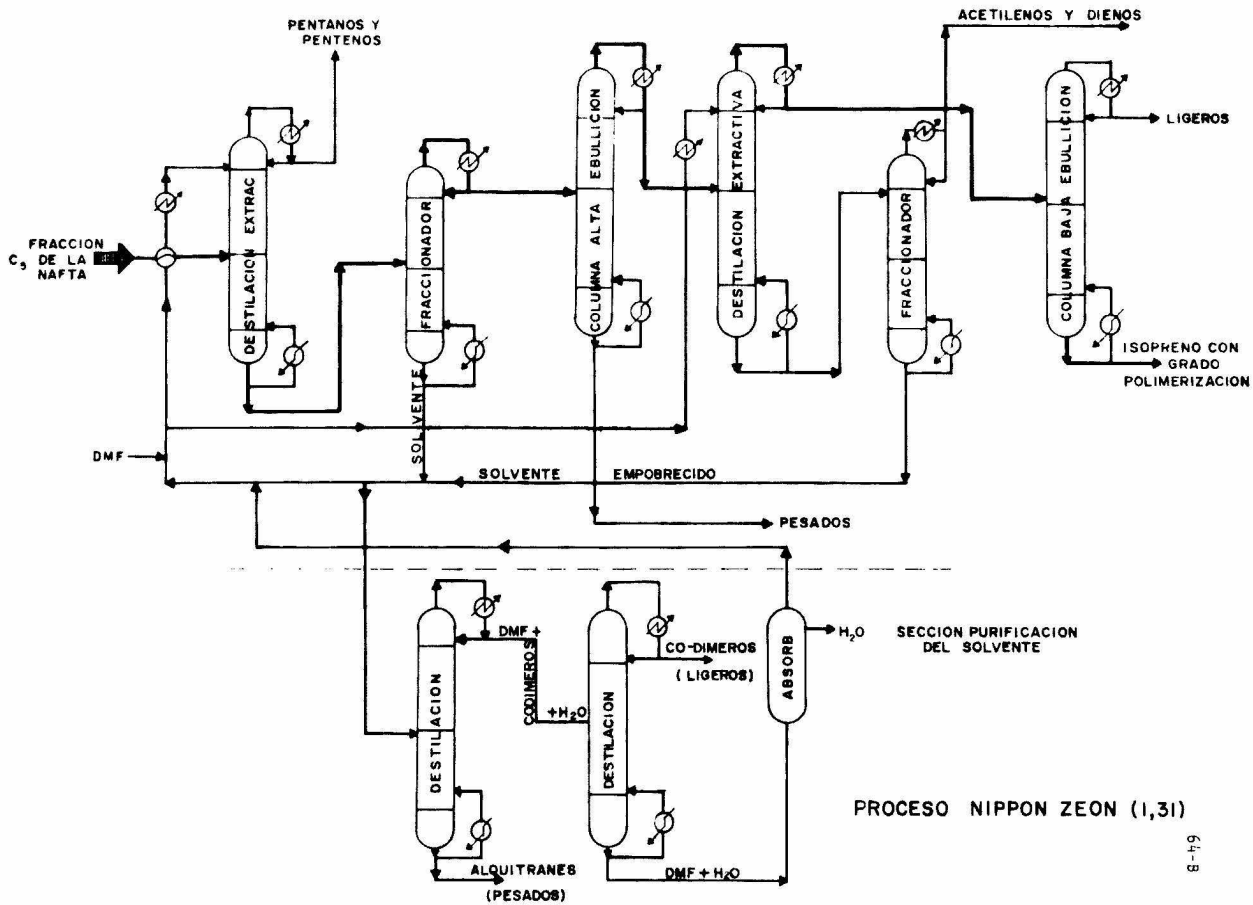 PENTANOS Y
PENTENOS
ACETILENOS Y DIENOS
DESTILACION EXTRAC
FRACCIONADOR
COLUMNA ALTA EBULLICION
DESTILACION EXTRACTIVA
FRACCIONADOR
COLUMNA BAJA EBULLICION
LIGEROS
FRACCION
C5 DE LA
NAFTA
ISOPRENO CON
GRADO
POLIMERIZACION
SOLVENTE
DMF
SOLVENTE EMPOBRECIDO
PESADOS
DESTILACION
DMF +
CODIMEROS
+H2O
DESTILACION
CO-DIMEROS
( LIGEROS)
ABSORB
H2O
SECCION PURIFICACION
DEL SOLVENTE
ALQUITRANES
(PESADOS)
DMF + H2O
PROCESO NIPPON ZEON (1,31)
64-B